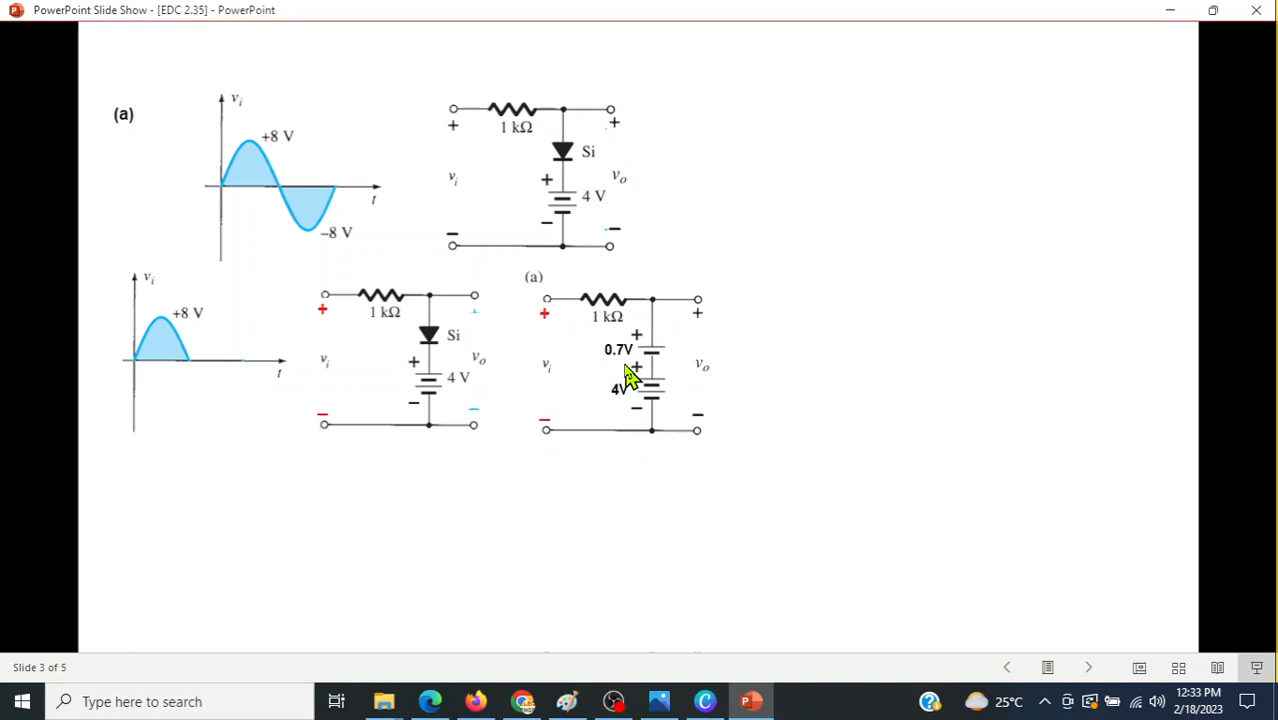 PowerPoint Slide Show - [EDC 2.35] - PowerPoint
(a)
vi
+8 V
t
−8 V
1 kΩ
+
+
Si
vi
+
4 V
vo
−
−
−
(a)
vi
+8 V
t
1 kΩ
+
+
Si
vi
+
4 V
vo
−
−
−
1 kΩ
+
+
+
0.7V
vi
+
4V
vo
−
−
−
Slide 3 of 5
Type here to search
25°C
12:33 PM
2/18/2023